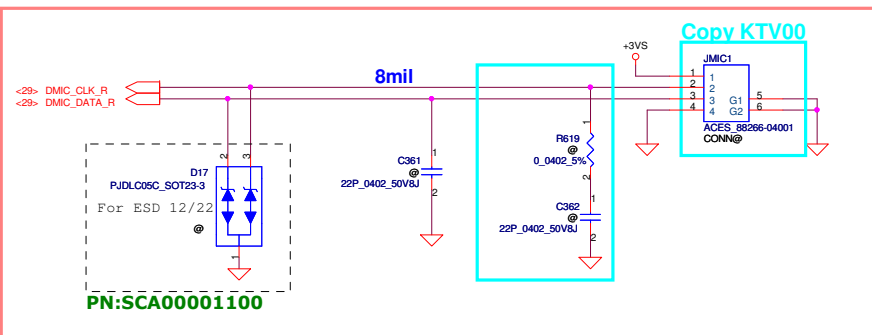 Copy KTV00
+3VS
JMIC1
8mil
<29> DMIC_CLK_R
<29> DMIC_DATA_R
1
2
3
4
1
2
3
4
G1
G2
5
6
ACES_88266-04001
CONN@
2
3
D17
PJDLC05C_SOT23-3
For ESD 12/22
@
1
PN:SCA00001100
C361
@
22P_0402_50V8J
1
2
R619
@
0_0402_5%
1
2
C362
@
22P_0402_50V8J
1
2